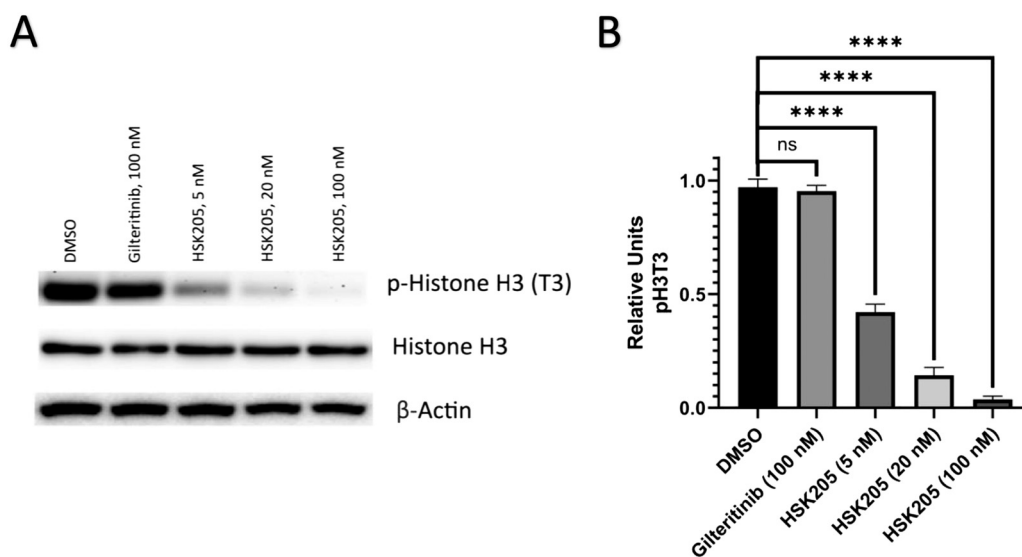 A
DMSO
Gilteritinib, 100 nM
HSK205, 5 nM
HSK205, 20 nM
HSK205, 100 nM
p-Histone H3 (T3)
Histone H3
β-Actin
B
****
****
****
ns
Relative Units
pH3T3
1.0
0.5
0.0
DMSO
Gilteritinib (100 nM)
HSK205 (5 nM)
HSK205 (20 nM)
HSK205 (100 nM)